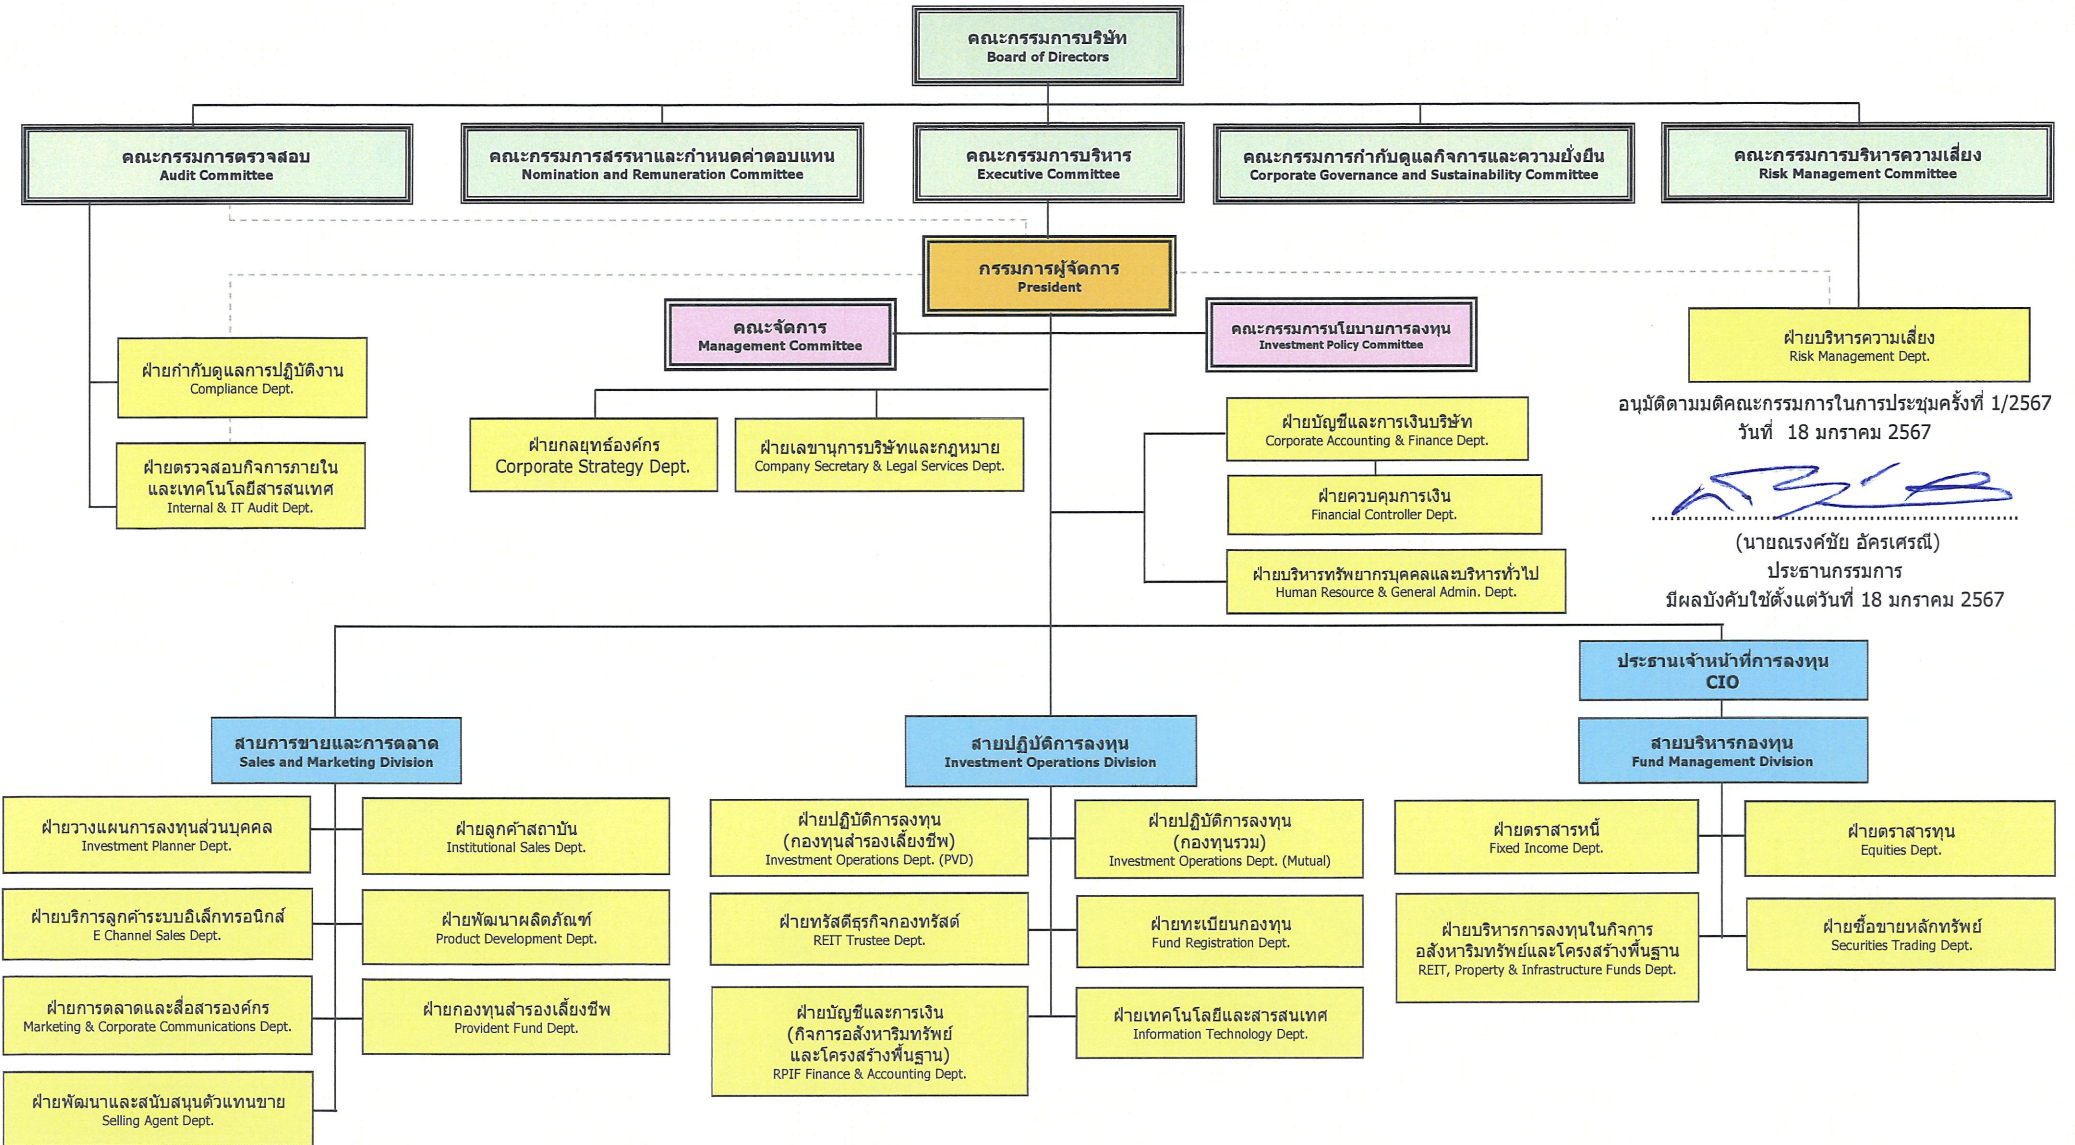 คณะกรรมการบริษัท
Board of Directors
คณะกรรมการตรวจสอบ
Audit Committee
คณะกรรมการสรรหาและกำหนดค่าตอบแทน
Nomination and Remuneration Committee
คณะกรรมการบริหาร
Executive Committee
คณะกรรมการกำกับดูแลกิจการและความยั่งยืน
Corporate Governance and Sustainability Committee
คณะกรรมการบริหารความเสี่ยง
Risk Management Committee
กรรมการผู้จัดการ
President
คณะจัดการ
Management Committee
คณะกรรมการนโยบายการลงทุน
Investment Policy Committee
ฝ่ายบริหารความเสี่ยง
Risk Management Dept.
ฝ่ายกำกับดูแลการปฏิบัติงาน
Compliance Dept.
ฝ่ายตรวจสอบกิจการภายใน
และเทคโนโลยีสารสนเทศ
Internal & IT Audit Dept.
ฝ่ายกลยุทธ์องค์กร
Corporate Strategy Dept.
ฝ่ายเลขานุการบริษัทและกฎหมาย
Company Secretary & Legal Services Dept.
ฝ่ายบัญชีและการเงินบริษัท
Corporate Accounting & Finance Dept.
ฝ่ายควบคุมการเงิน
Financial Controller Dept.
ฝ่ายบริหารทรัพยากรบุคคลและบริหารทั่วไป
Human Resource & General Admin. Dept.
อนุมัติตามมติคณะกรรมการในการประชุมครั้งที่ 1/2567
วันที่ 18 มกราคม 2567
(นายณรงค์ชัย อัครเศรณี)
ประธานกรรมการ
มีผลบังคับใช้ตั้งแต่วันที่ 18 มกราคม 2567
ประธานเจ้าหน้าที่การลงทุน
CIO
สายการขายและการตลาด
Sales and Marketing Division
สายปฏิบัติการลงทุน
Investment Operations Division
สายบริหารกองทุน
Fund Management Division
ฝ่ายวางแผนการลงทุนส่วนบุคคล
Investment Planner Dept.
ฝ่ายลูกค้าสถาบัน
Institutional Sales Dept.
ฝ่ายบริการลูกค้าระบบอิเล็กทรอนิกส์
E Channel Sales Dept.
ฝ่ายพัฒนาผลิตภัณฑ์
Product Development Dept.
ฝ่ายการตลาดและสื่อสารองค์กร
Marketing & Corporate Communications Dept.
ฝ่ายกองทุนสำรองเลี้ยงชีพ
Provident Fund Dept.
ฝ่ายพัฒนาและสนับสนุนตัวแทนขาย
Selling Agent Dept.
ฝ่ายปฏิบัติการลงทุน
(กองทุนสำรองเลี้ยงชีพ)
Investment Operations Dept. (PVD)
ฝ่ายปฏิบัติการลงทุน
(กองทุนรวม)
Investment Operations Dept. (Mutual)
ฝ่ายทรัสตีธุรกิจกองทรัสต์
REIT Trustee Dept.
ฝ่ายทะเบียนกองทุน
Fund Registration Dept.
ฝ่ายบัญชีและการเงิน
(กิจการอสังหาริมทรัพย์
และโครงสร้างพื้นฐาน)
RPIF Finance & Accounting Dept.
ฝ่ายเทคโนโลยีและสารสนเทศ
Information Technology Dept.
ฝ่ายตราสารหนี้
Fixed Income Dept.
ฝ่ายตราสารทุน
Equities Dept.
ฝ่ายบริหารการลงทุนในกิจการ
อสังหาริมทรัพย์และโครงสร้างพื้นฐาน
REIT, Property & Infrastructure Funds Dept.
ฝ่ายซื้อขายหลักทรัพย์
Securities Trading Dept.